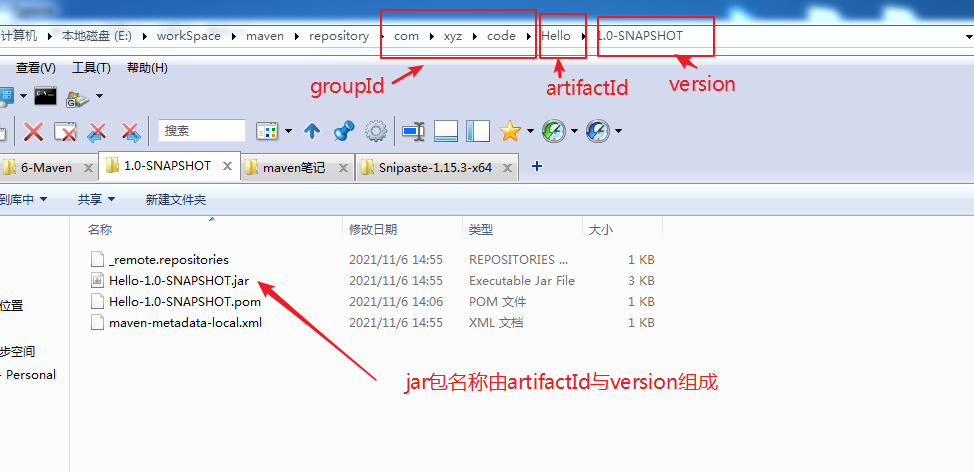 计算机 本地磁盘 (E:) workSpace maven repository com xyz code Hello 1.0-SNAPSHOT
groupId artifactId version
查看(V) 工具(T) 帮助(H)
搜索
6-Maven 1.0-SNAPSHOT maven笔记 Snipaste-1.15.3-x64
到库中 共享 新建文件夹
名称 修改日期 类型 大小
_remote.repositories 2021/11/6 14:55 REPOSITORIES ... 1 KB
Hello-1.0-SNAPSHOT.jar 2021/11/6 14:55 Executable Jar File 3 KB
Hello-1.0-SNAPSHOT.pom 2021/11/6 14:06 POM 文件 1 KB
maven-metadata-local.xml 2021/11/6 14:55 XML 文档 1 KB
位置
步空间
- Personal
jar包名称由artifactId与version组成